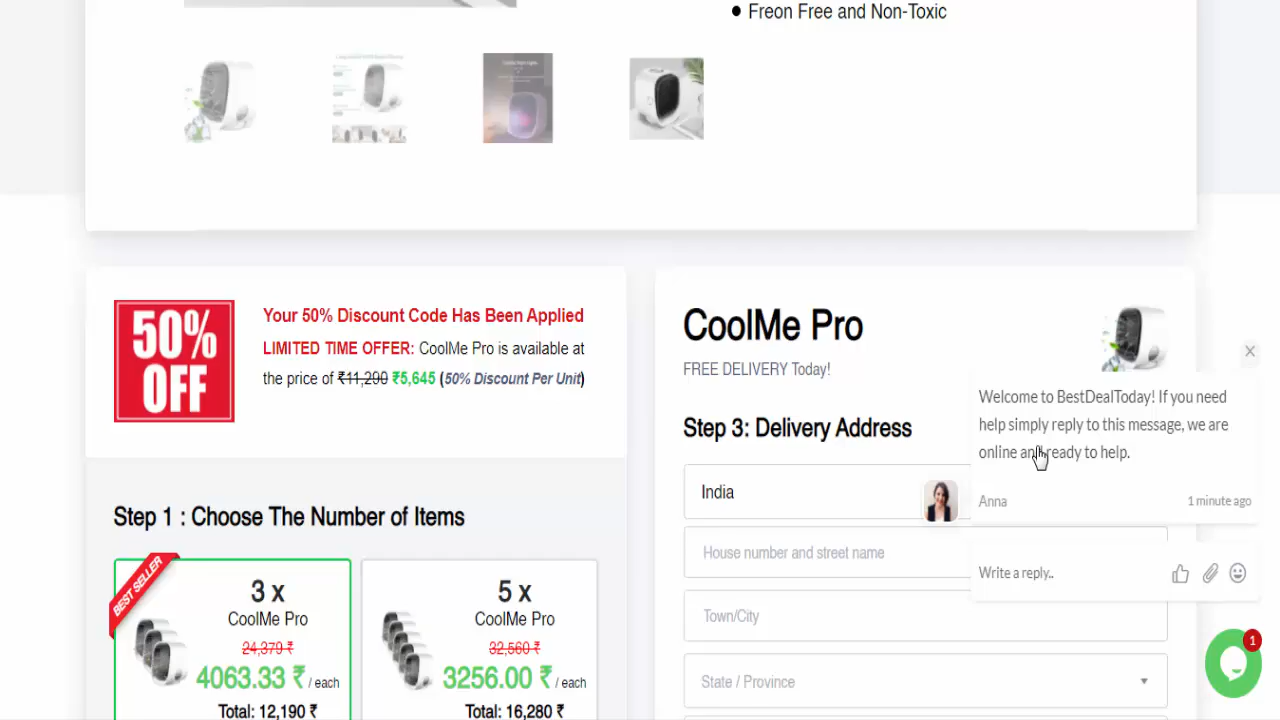 Freon Free and Non-Toxic
50%
OFF
Your 50% Discount Code Has Been Applied
LIMITED TIME OFFER: CoolMe Pro is available at
the price of ₹11,290 ₹5,645 (50% Discount Per Unit)
Step 1 : Choose The Number of Items
BEST SELLER
3 x
CoolMe Pro
24,379 ₹
4063.33 ₹ / each
Total: 12,190 ₹
5 x
CoolMe Pro
32,560 ₹
3256.00 ₹ / each
Total: 16,280 ₹
CoolMe Pro
FREE DELIVERY Today!
Step 3: Delivery Address
India
House number and street name
Town/City
State / Province
Welcome to BestDealToday! If you need
help simply reply to this message, we are
online and ready to help.
Anna 1 minute ago
Write a reply..
1